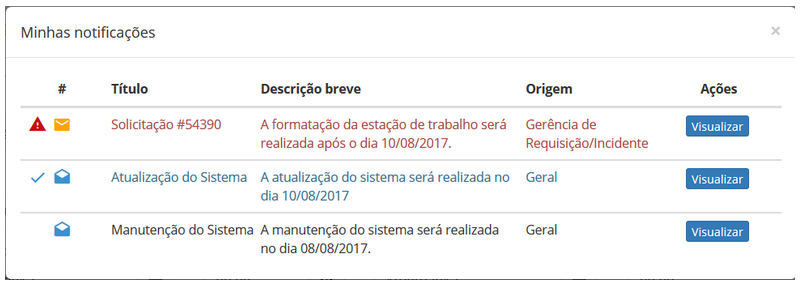 Minhas notificações ×
# Título Descrição breve Origem Ações
Solicitação #54390 A formatação da estação de trabalho será Gerência de Visualizar
realizada após o dia 10/08/2017. Requisição/Incidente
Atualização do Sistema A atualização do sistema será realizada no Geral Visualizar
dia 10/08/2017
Manutenção do Sistema A manutenção do sistema será realizada Geral Visualizar
no dia 08/08/2017.